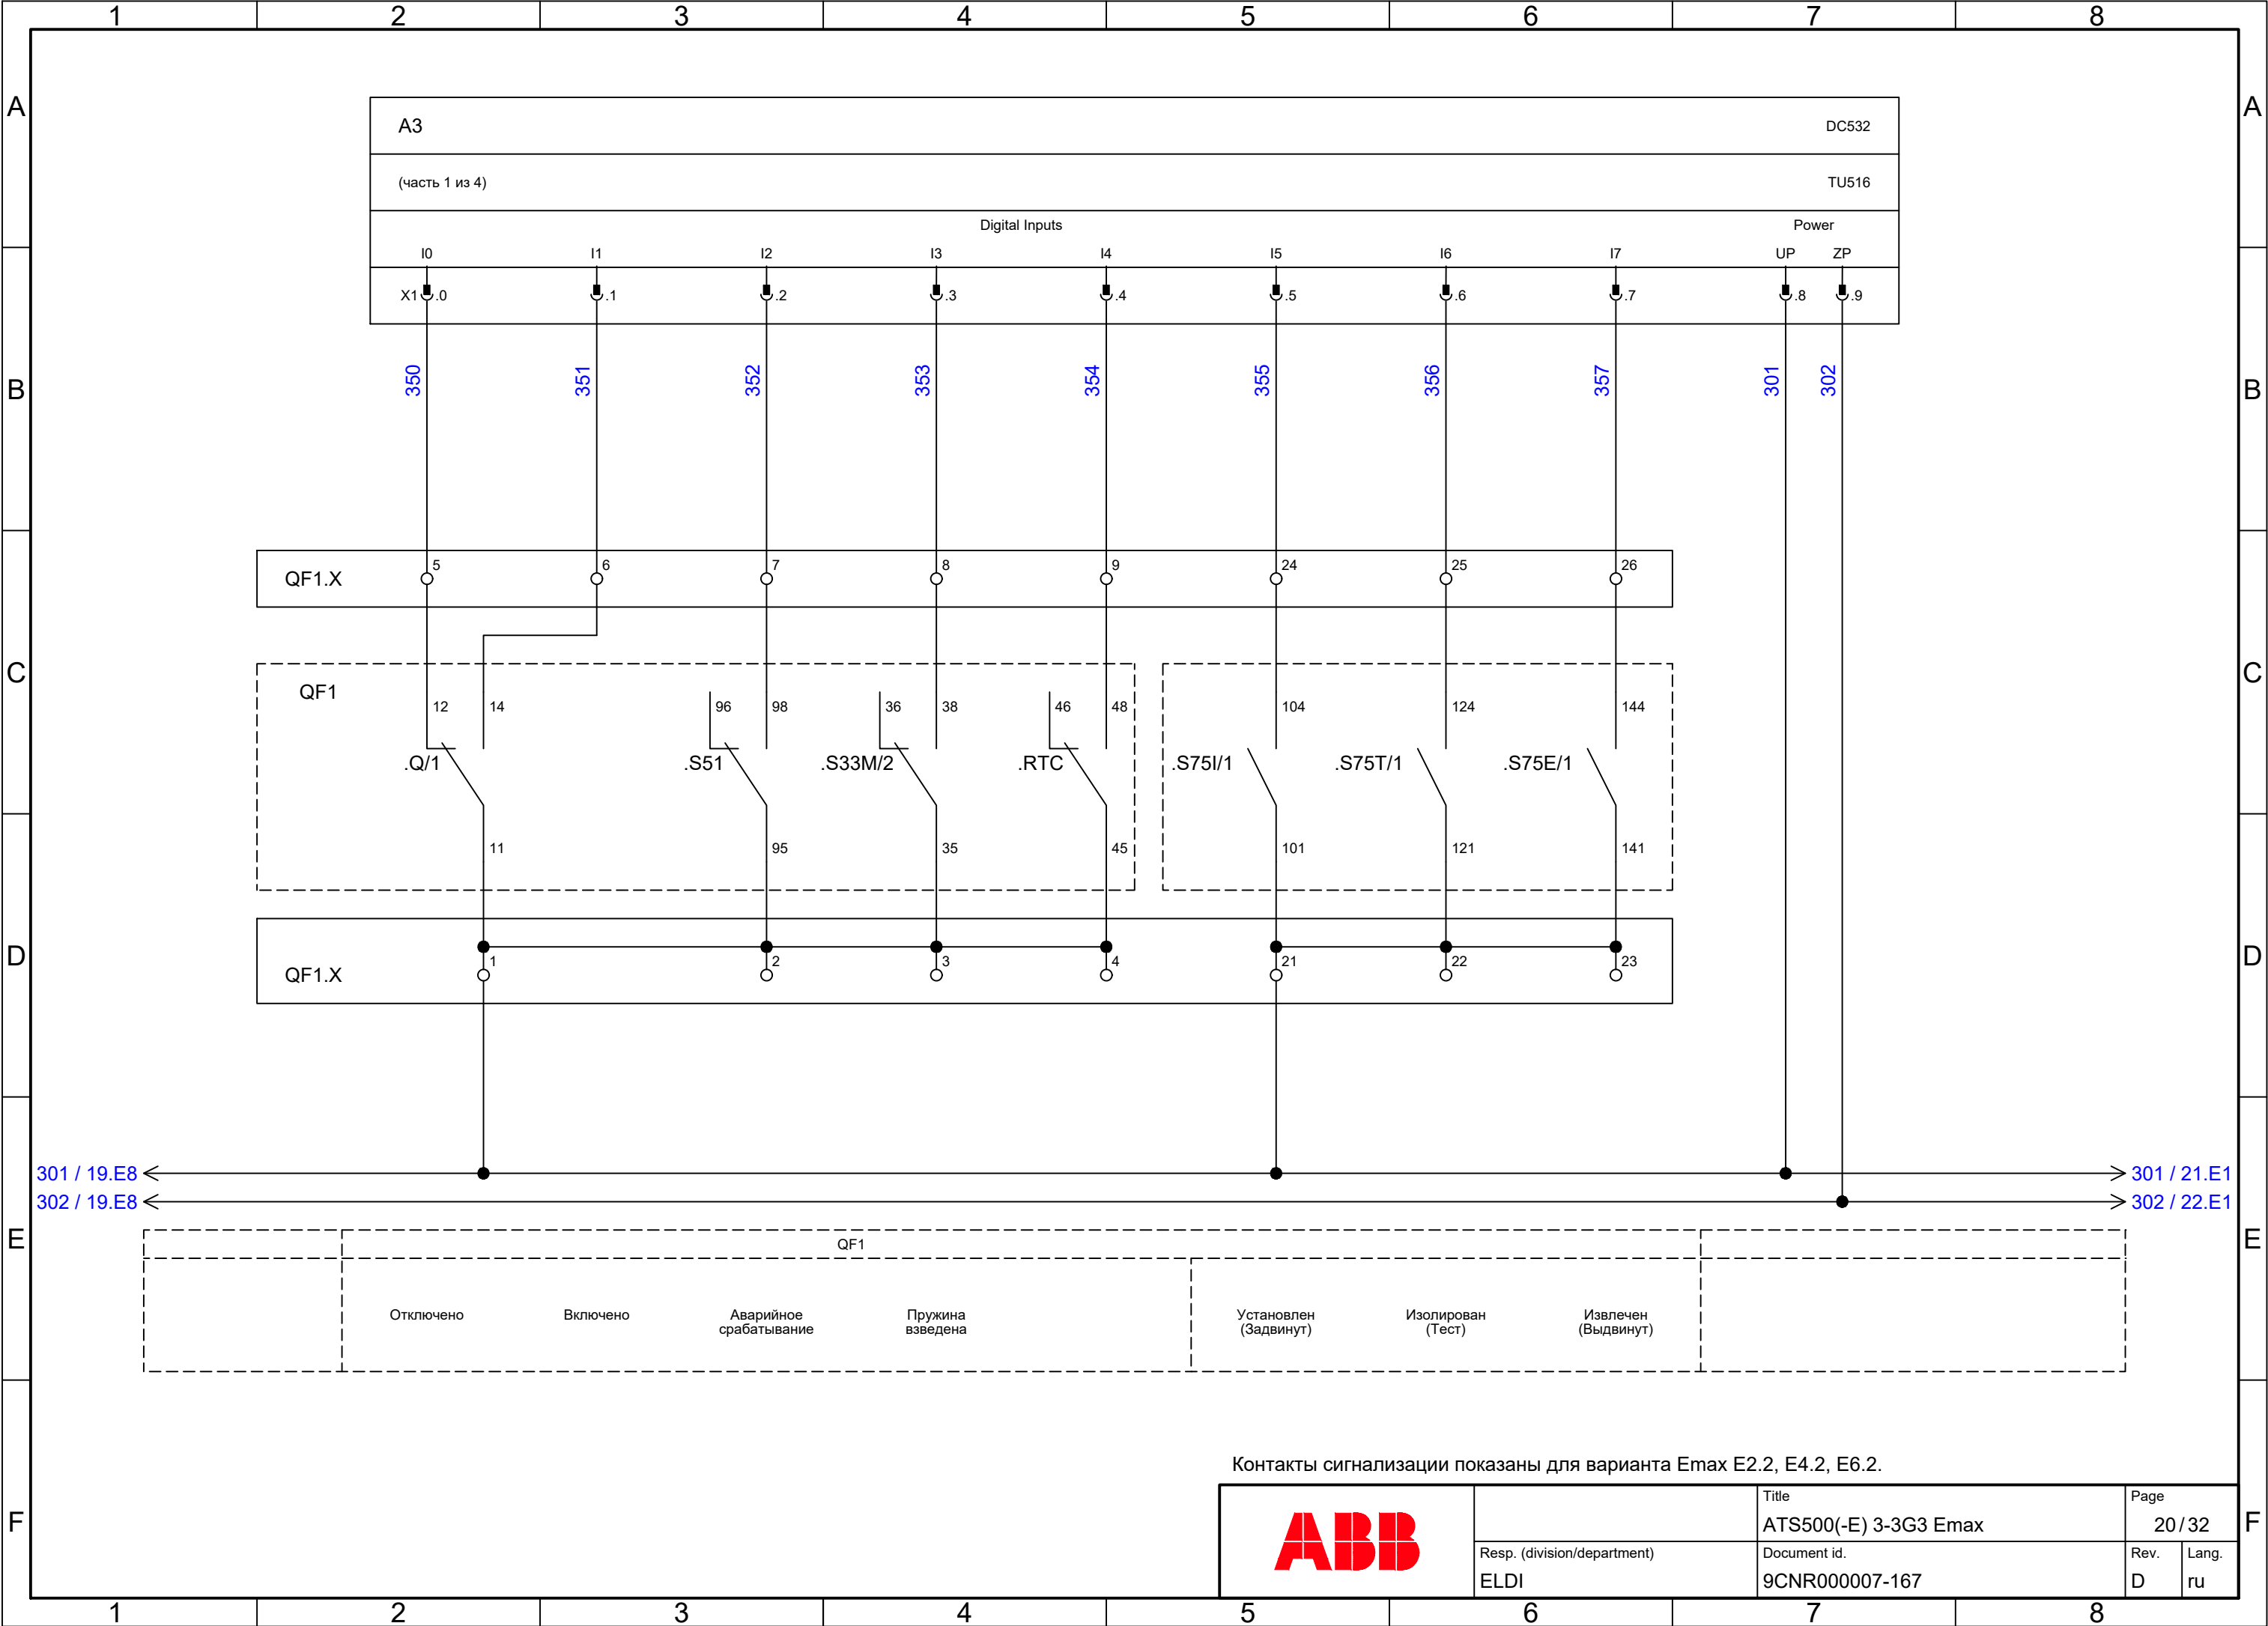 1 2 3 4 5 6 7 8
A A
A3 DC532
(часть 1 из 4) TU516
Digital Inputs Power
I0 I1 I2 I3 I4 I5 I6 I7 UP ZP
X1 .0 .1 .2 .3 .4 .5 .6 .7 .8 .9
B B
350 351 352 353 354 355 356 357 301 302
QF1.X 5 6 7 8 9 24 25 26
C C
QF1
12 14 96 98 36 38 46 48 104 124 144
.Q/1 .S51 .S33M/2 .RTC .S75I/1 .S75T/1 .S75E/1
11 95 35 45 101 121 141
D D
QF1.X 1 2 3 4 21 22 23
301 / 19.E8 301 / 21.E1
302 / 19.E8 302 / 22.E1
E E
QF1
Отключено Включено Аварийное Пружина Установлен Изолирован Извлечен
срабатывание взведена (Задвинут) (Тест) (Выдвинут)
Контакты сигнализации показаны для варианта Emax E2.2, E4.2, E6.2.
F F
ABB
Title Page
ATS500(-E) 3-3G3 Emax 20/32
Resp. (division/department) Document id. Rev. Lang.
ELDI 9CNR000007-167 D ru
1 2 3 4 5 6 7 8